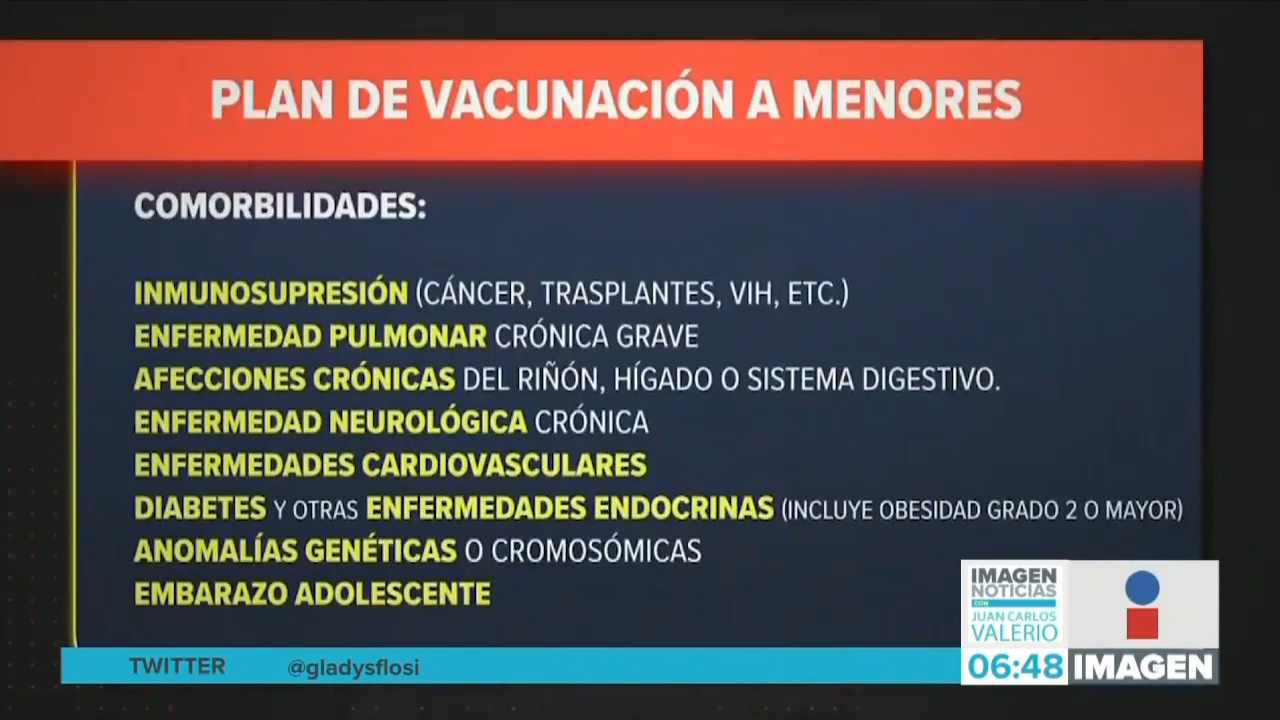 PLAN DE VACUNACIÓN A MENORES
COMORBILIDADES:
INMUNOSUPRESIÓN (CÁNCER, TRASPLANTES, VIH, ETC.)
ENFERMEDAD PULMONAR CRÓNICA GRAVE
AFECCIONES CRÓNICAS DEL RIÑÓN, HÍGADO O SISTEMA DIGESTIVO.
ENFERMEDAD NEUROLÓGICA CRÓNICA
ENFERMEDADES CARDIOVASCULARES
DIABETES Y OTRAS ENFERMEDADES ENDOCRINAS (INCLUYE OBESIDAD GRADO 2 O MAYOR)
ANOMALÍAS GENÉTICAS O CROMOSÓMICAS
EMBARAZO ADOLESCENTE
IMAGEN
NOTICIAS
CON
JUAN CARLOS
VALERIO
TWITTER @gladysflosi
06:48 IMAGEN